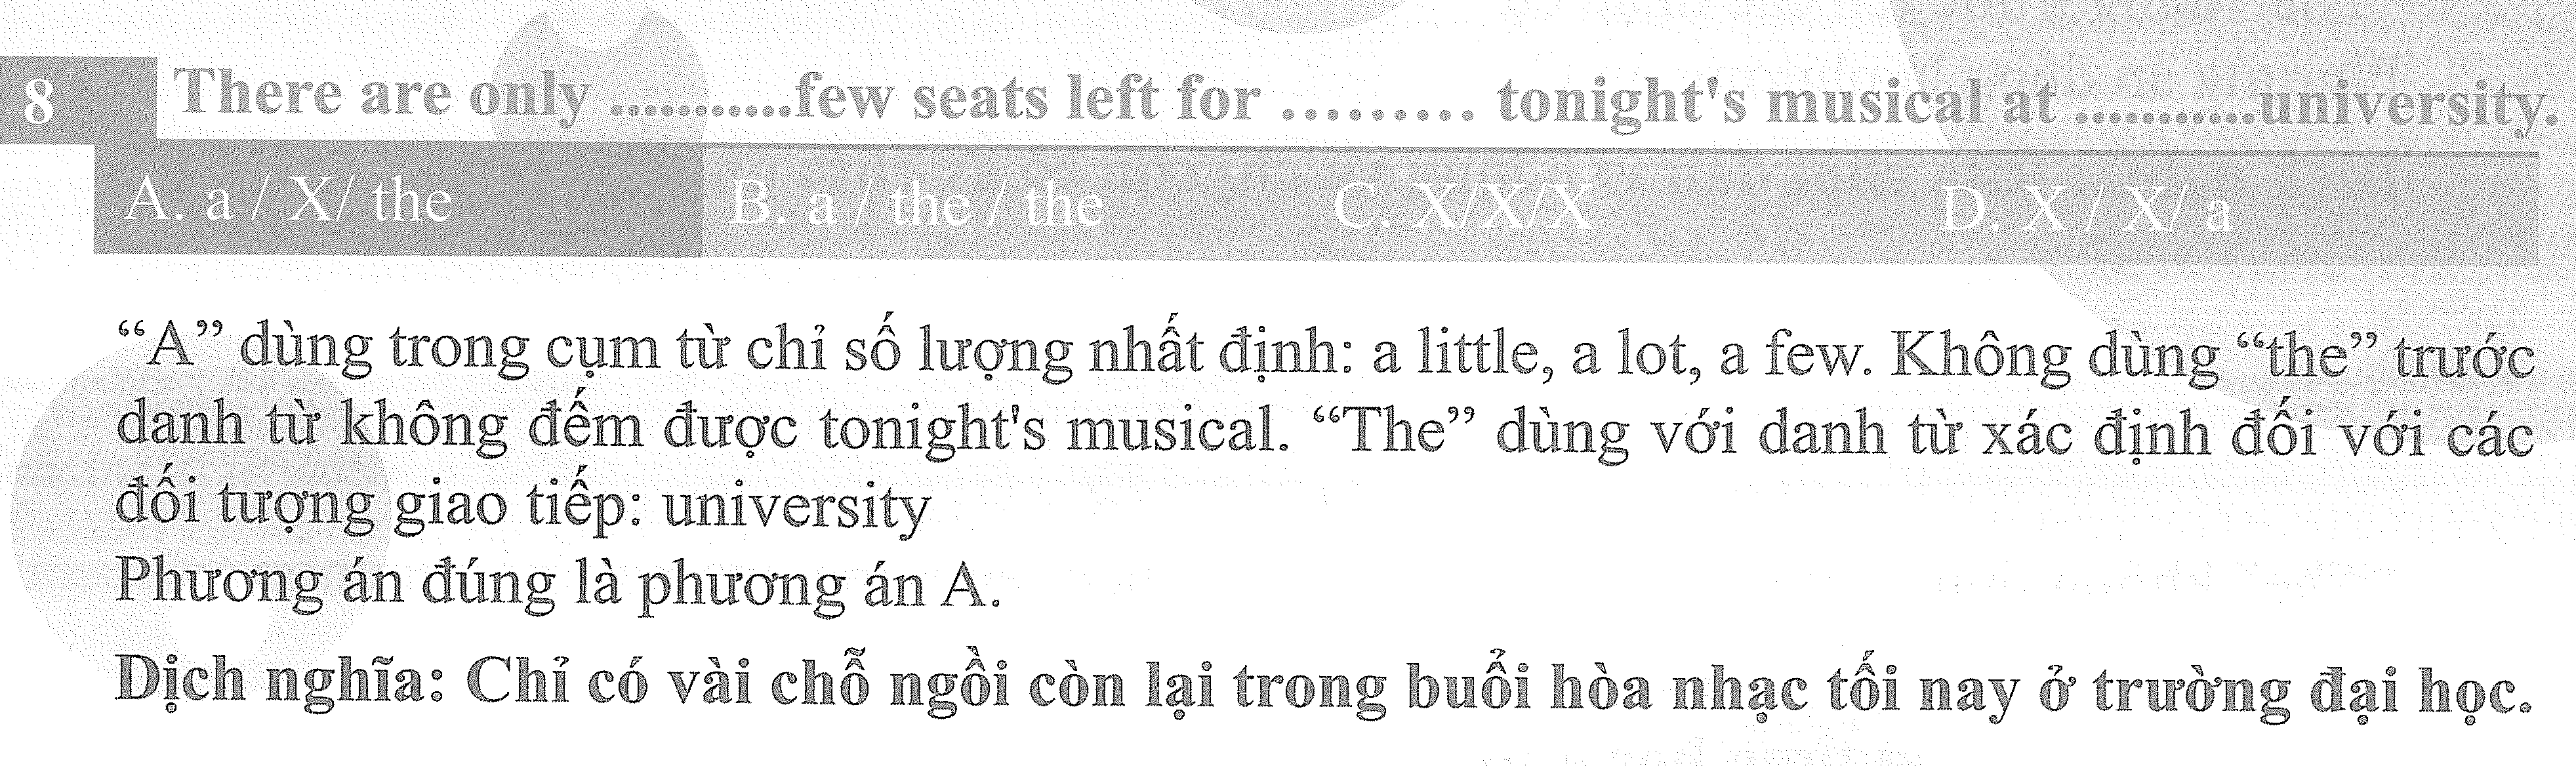 8 There are only ...........few seats left for ......... tonight's musical at ...........university.
A. a / X/ the B. a / the / the C. X/X/X D. X / X/ a
“A” dùng trong cụm từ chỉ số lượng nhất định: a little, a lot, a few. Không dùng “the” trước
danh từ không đếm được tonight's musical. “The” dùng với danh từ xác định đối với các
đối tượng giao tiếp: university
Phương án đúng là phương án A.
Dịch nghĩa: Chỉ có vài chỗ ngồi còn lại trong buổi hòa nhạc tối nay ở trường đại học.